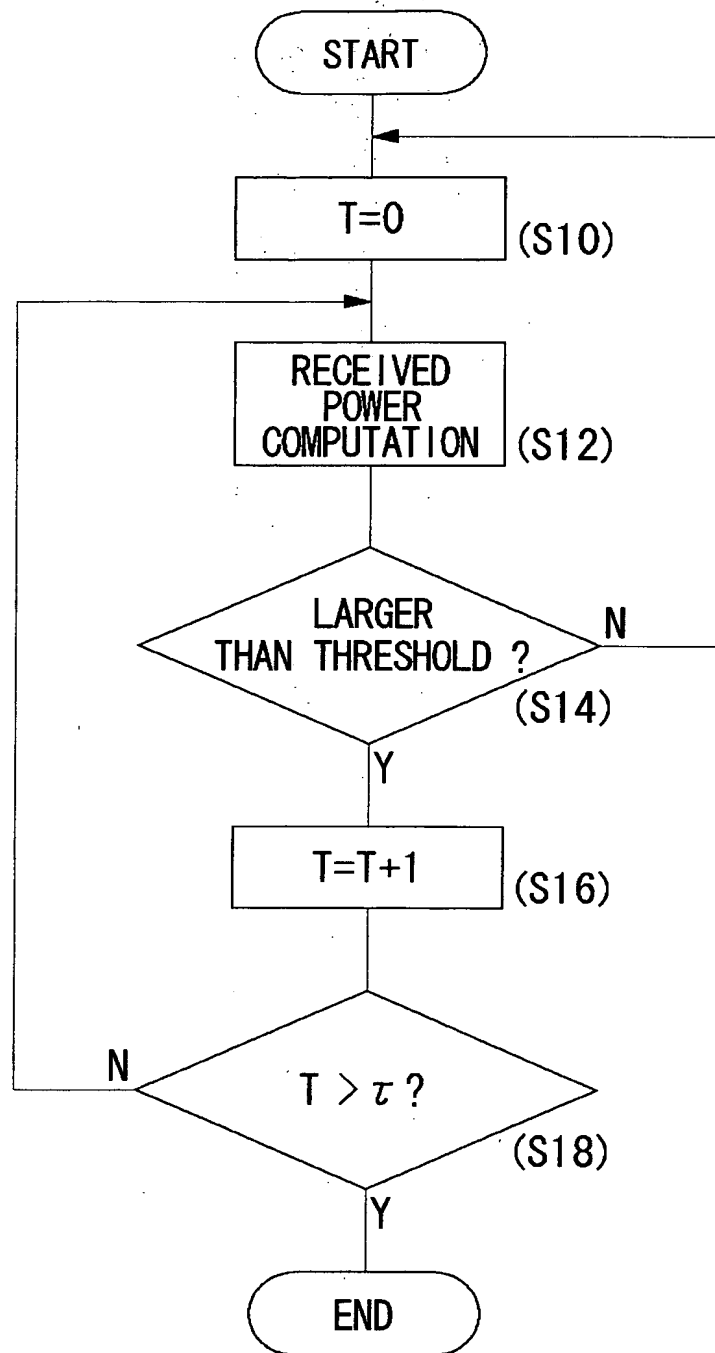 START
T=0
(S10)
RECEIVED
POWER
COMPUTATION
(S12)
LARGER
THAN THRESHOLD ?
N
(S14)
Y
T=T+1
(S16)
N
T > τ ?
(S18)
Y
END